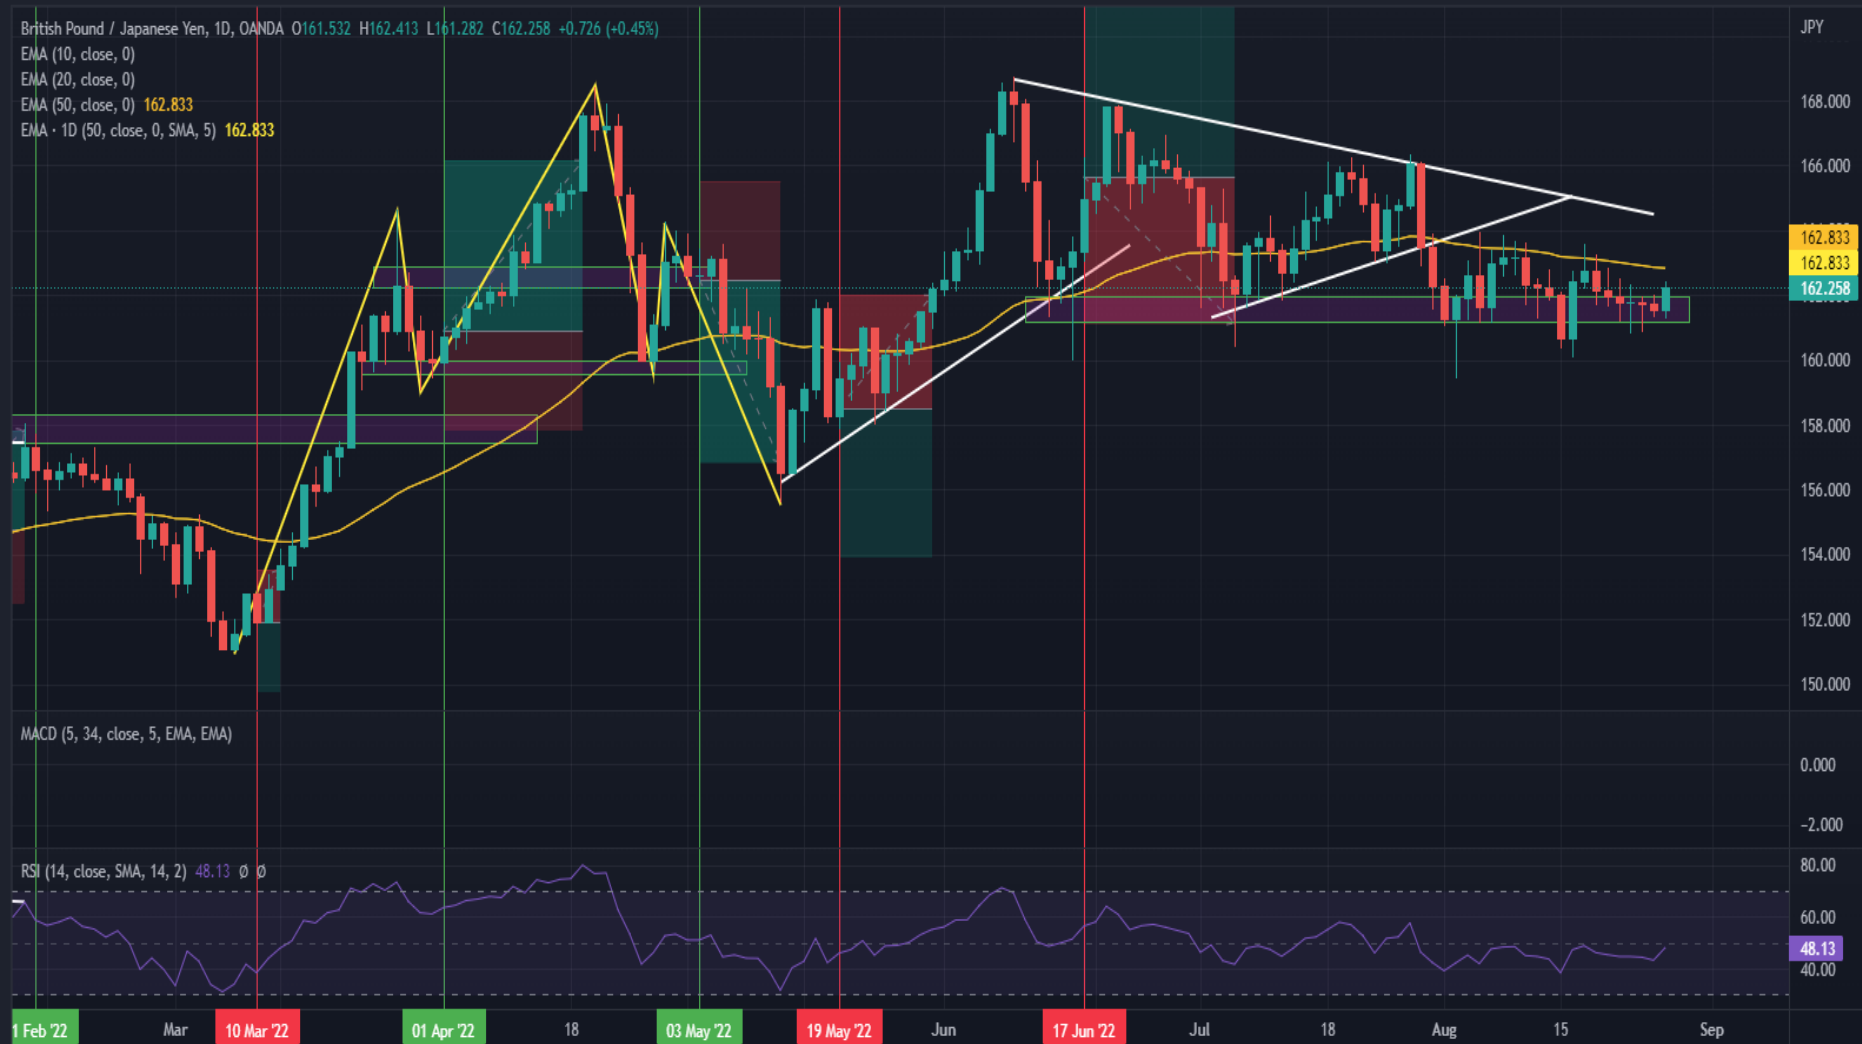 British Pound / Japanese Yen, 1D, OANDA O161.532 H162.413 L161.282 C162.258 +0.726 (+0.45%)
JPY
EMA (10, close, 0)
EMA (20, close, 0)
EMA (50, close, 0) 162.833
EMA · 1D (50, close, 0, SMA, 5) 162.833
168.000
166.000
162.833
162.833
162.258
160.000
158.000
156.000
154.000
152.000
150.000
MACD (5, 34, close, 5, EMA, EMA)
0.000
−2.000
RSI (14, close, SMA, 14, 2) 48.13 Ø Ø
80.00
60.00
48.13
40.00
1 Feb '22 Mar 10 Mar '22 01 Apr '22 18 03 May '22 19 May '22 Jun 17 Jun '22 Jul 18 Aug 15 Sep